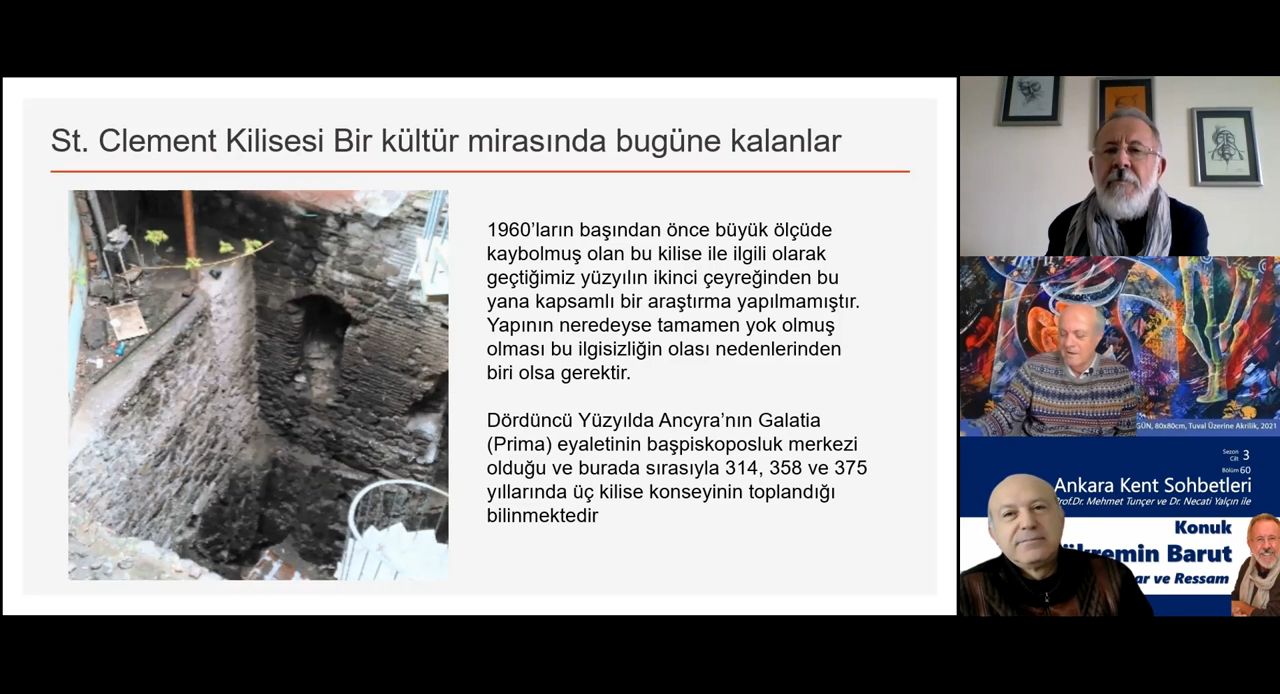 St. Clement Kilisesi Bir kültür mirasında bugüne kalanlar
1960’ların başından önce büyük ölçüde
kaybolmuş olan bu kilise ile ilgili olarak
geçtiğimiz yüzyılın ikinci çeyreğinden bu
yana kapsamlı bir araştırma yapılmamıştır.
Yapının neredeyse tamamen yok olmuş
olması bu ilgisizliğin olası nedenlerinden
biri olsa gerektir.
Dördüncü Yüzyılda Ancyra’nın Galatia
(Prima) eyaletinin başpiskoposluk merkezi
olduğu ve burada sırasıyla 314, 358 ve 375
yıllarında üç kilise konseyinin toplandığı
bilinmektedir
GÜN, 80x80cm, Tuval Üzerine Akrilik, 2021
Sezon
Cilt 3
Bölüm 60
Ankara Kent Sohbetleri
Prof.Dr. Mehmet Tunçer ve Dr. Necati Yalçın ile
Konuk
Barut
ve Ressam